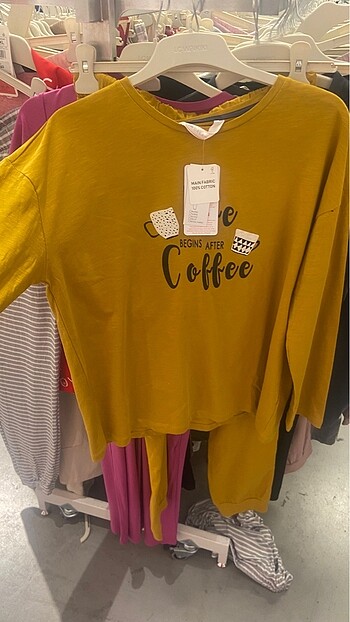 MAIN FABRIC
100% COTTON
e
BEGINS AFTER
Coffee